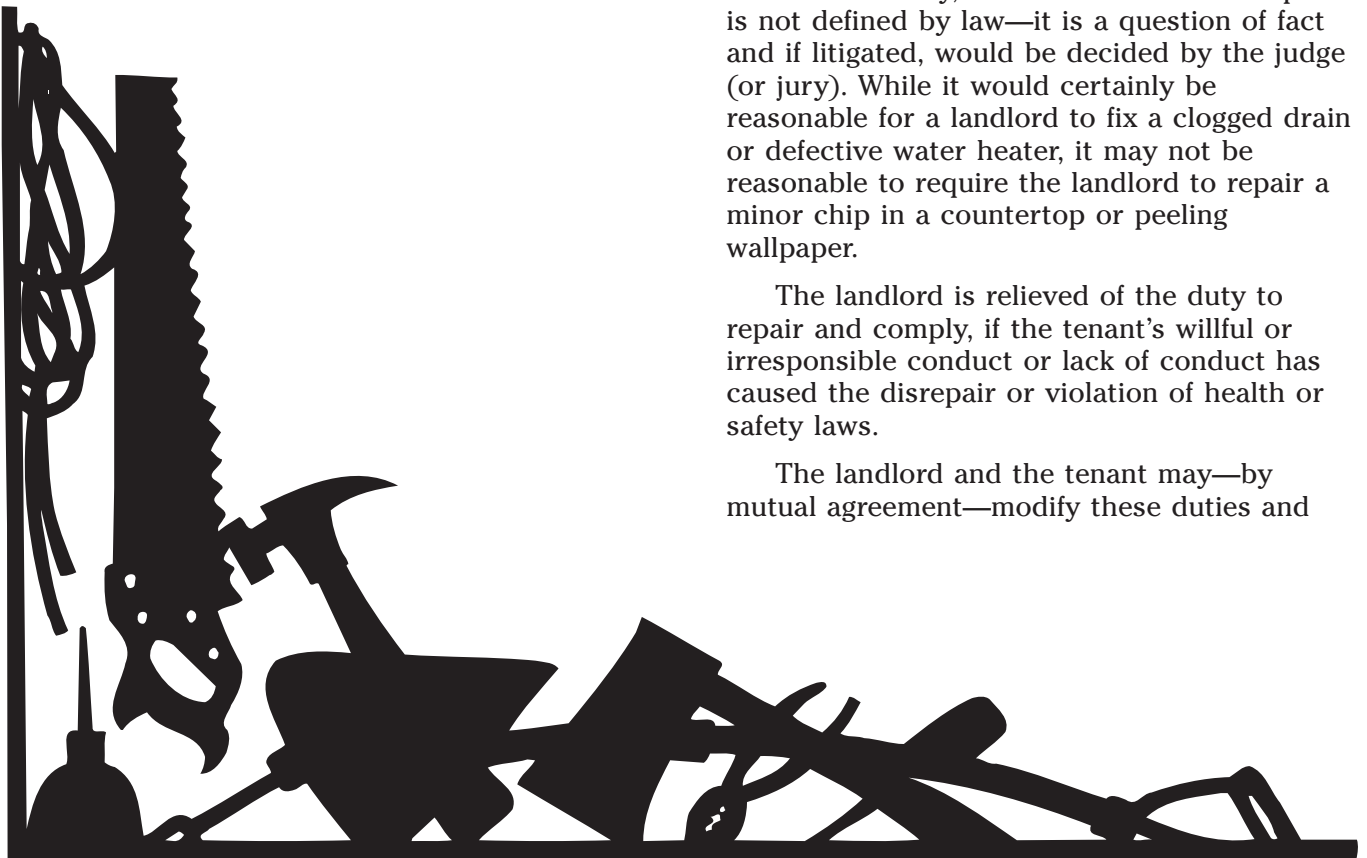 is not defined by law—it is a question of fact
and if litigated, would be decided by the judge
(or jury). While it would certainly be
reasonable for a landlord to fix a clogged drain
or defective water heater, it may not be
reasonable to require the landlord to repair a
minor chip in a countertop or peeling
wallpaper.
The landlord is relieved of the duty to
repair and comply, if the tenant’s willful or
irresponsible conduct or lack of conduct has
caused the disrepair or violation of health or
safety laws.
The landlord and the tenant may—by
mutual agreement—modify these duties and